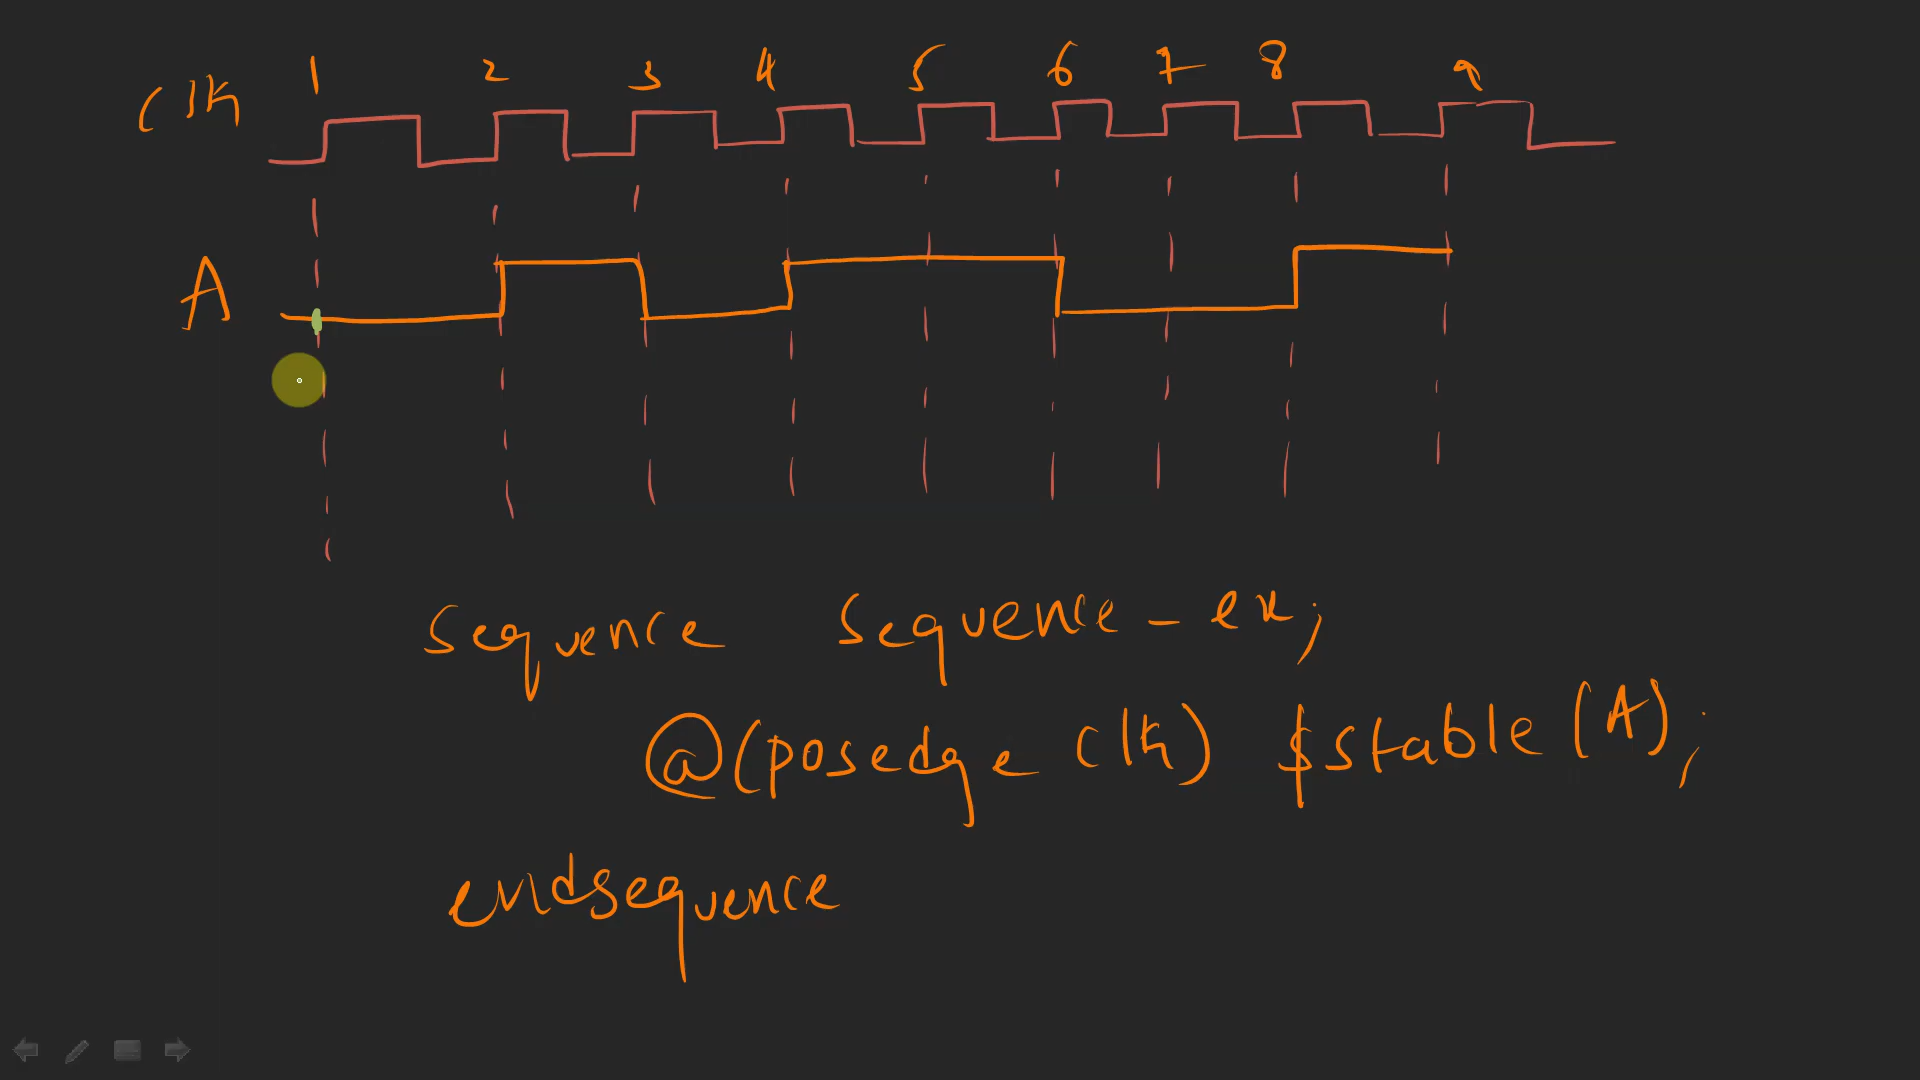 1 2 3 4 5 6 7 8 9
clk
A
sequence sequence_ex;
@(posedge clk) $stable(A);
endsequence